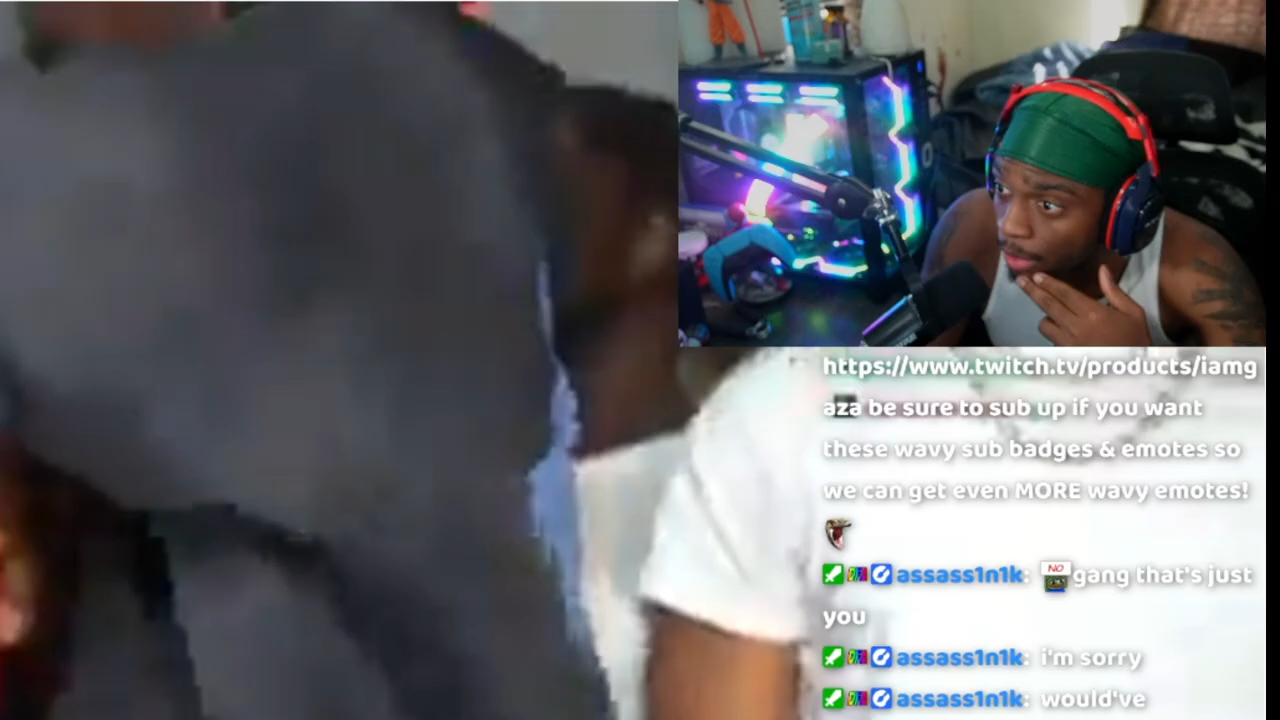 https://www.twitch.tv/products/iamg
aza be sure to sub up if you want
these wavy sub badges & emotes so
we can get even MORE wavy emotes!
assass1n1k: NO gang that's just
you
assass1n1k: i'm sorry
assass1n1k: would've